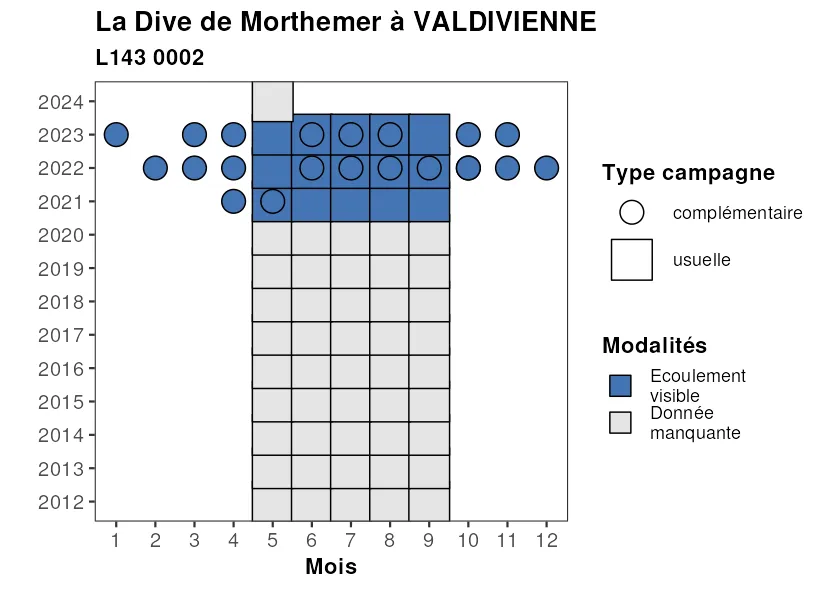 La Dive de Morthemer à VALDIVIENNE
L143 0002
2024
2023
2022
2021
2020
2019
2018
2017
2016
2015
2014
2013
2012
1 2 3 4 5 6 7 8 9 10 11 12
Mois
Type campagne
complémentaire
usuelle
Modalités
Ecoulement
visible
Donnée
manquante